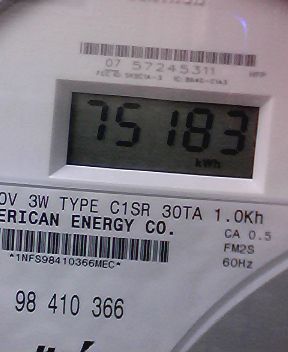 07 57245311
75183
kWh
0V 3W TYPE C1SR 30TA 1.0Kh
ERICAN ENERGY CO.
CA 0.5
FM2S
*1NFS98410366MEC*
60Hz
98 410 366